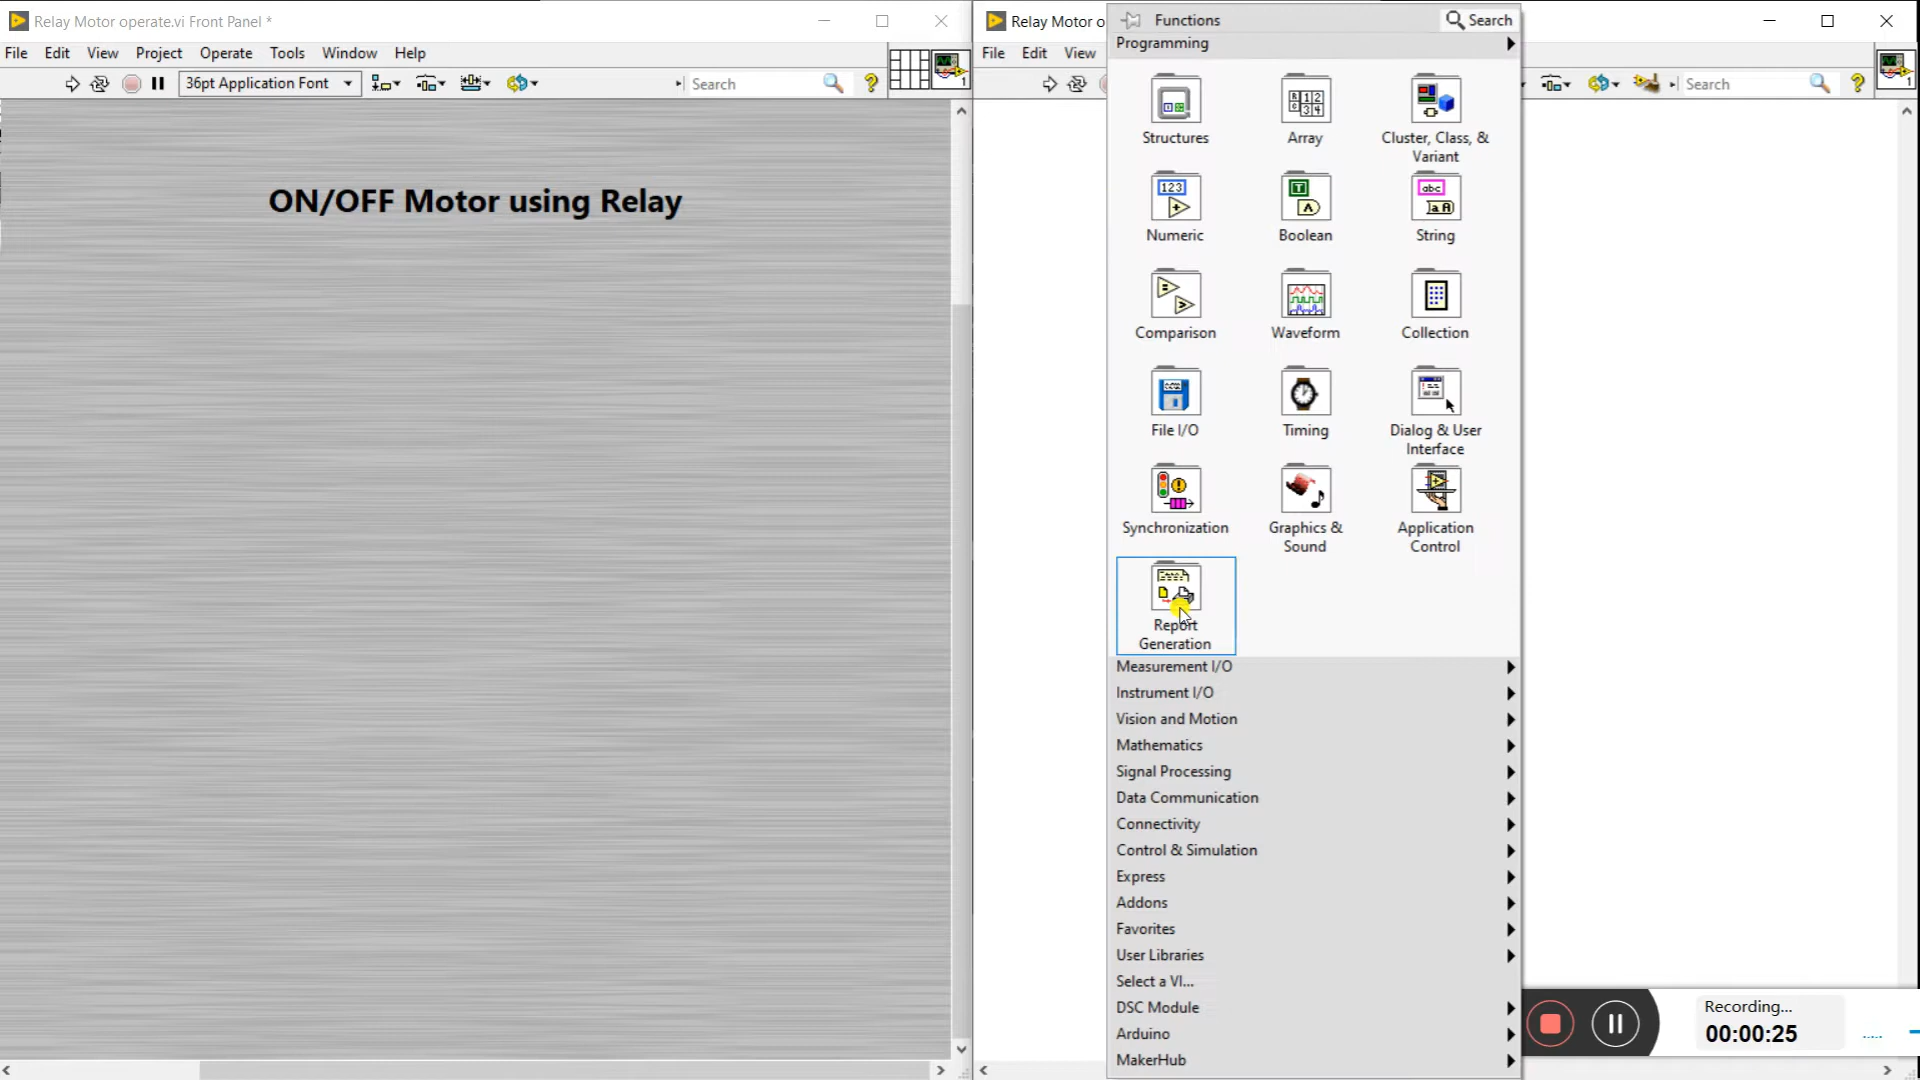 Relay Motor operate.vi Front Panel *
File Edit View Project Operate Tools Window Help
36pt Application Font
Search
1
ON/OFF Motor using Relay
Relay Motor o
File Edit View
Search
1
Functions
Search
Programming
Structures
Array
Cluster, Class, &
Variant
Numeric
Boolean
String
Comparison
Waveform
Collection
File I/O
Timing
Dialog & User
Interface
Synchronization
Graphics &
Sound
Application
Control
Report
Generation
Measurement I/O
Instrument I/O
Vision and Motion
Mathematics
Signal Processing
Data Communication
Connectivity
Control & Simulation
Express
Addons
Favorites
User Libraries
Select a VI...
DSC Module
Arduino
MakerHub
Recording...
00:00:25